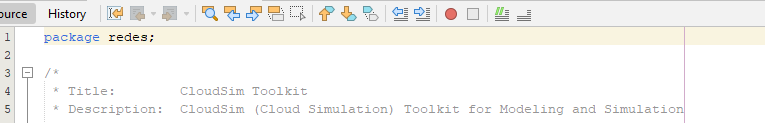 ource History
1 package redes;
2
3 /*
4 * Title: CloudSim Toolkit
5 * Description: CloudSim (Cloud Simulation) Toolkit for Modeling and Simulation